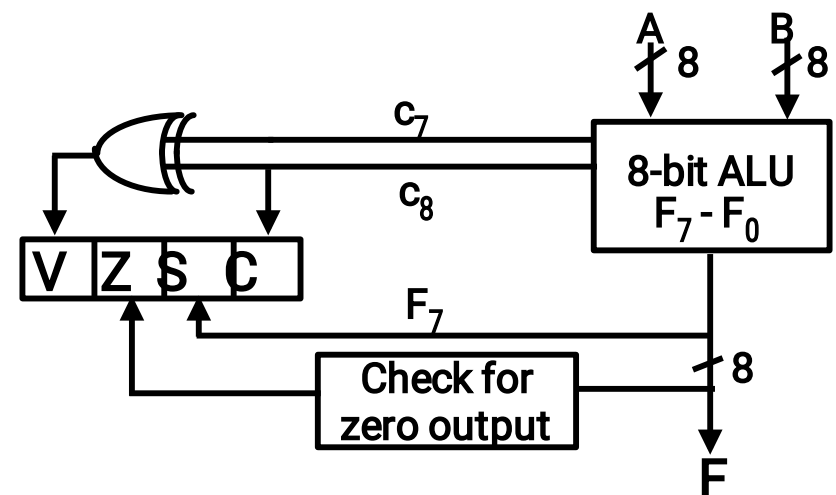 A
8
B
8
c7
c8
8-bit ALU
F7 - F0
V Z S C
F7
8
Check for
zero output
F